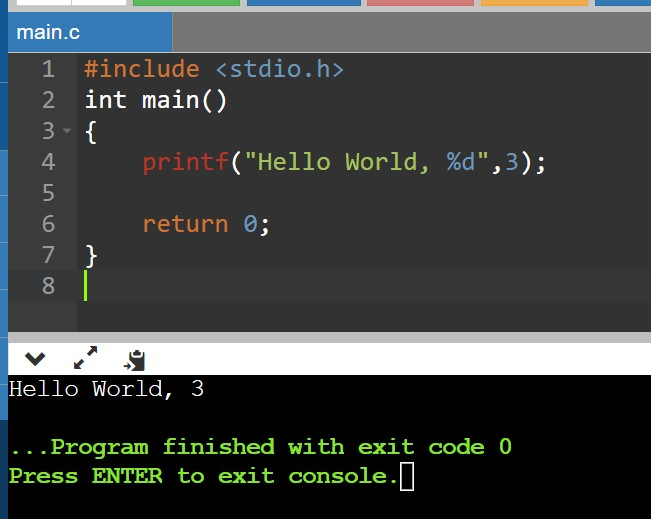 main.c
1 #include <stdio.h>
2 int main()
3 {
4     printf("Hello World, %d",3);
5
6     return 0;
7 }
8
Hello World, 3
...Program finished with exit code 0
Press ENTER to exit console.